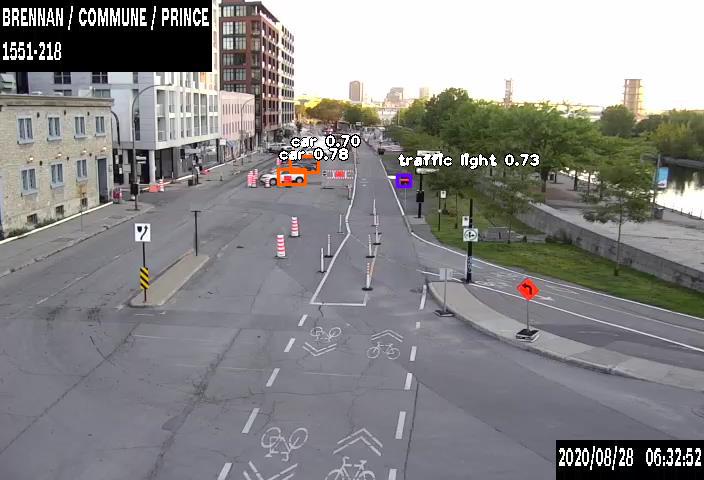 BRENNAN / COMMUNE / PRINCE
1551-218
car 0.70
car 0.78
traffic light 0.73
2020/08/28 06:32:52